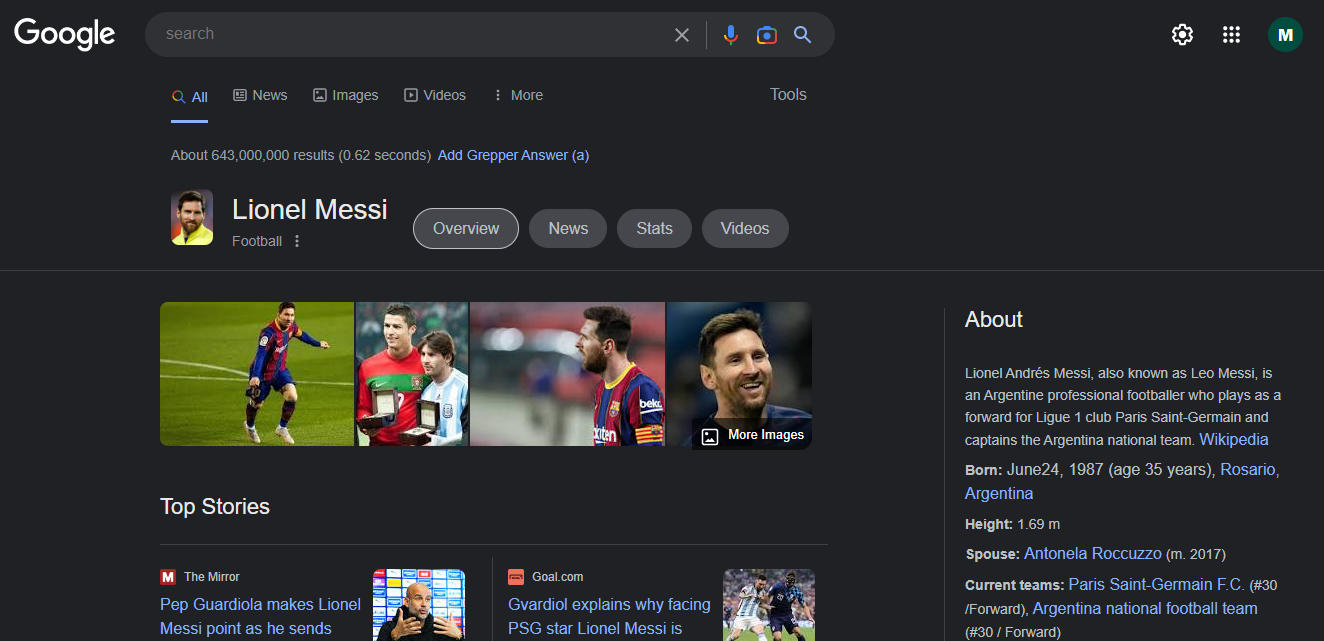 Google
search
M
All
News
Images
Videos
More
Tools
About 643,000,000 results (0.62 seconds) Add Grepper Answer (a)
Lionel Messi
Football
Overview
News
Stats
Videos
More Images
About
Lionel Andrés Messi, also known as Leo Messi, is
an Argentine professional footballer who plays as a
forward for Ligue 1 club Paris Saint-Germain and
captains the Argentina national team. Wikipedia
Born: June24, 1987 (age 35 years), Rosario,
Argentina
Height: 1.69 m
Spouse: Antonela Roccuzzo (m. 2017)
Current teams: Paris Saint-Germain F.C. (#30
/Forward), Argentina national football team
(#30 / Forward)
Top Stories
M The Mirror
Pep Guardiola makes Lionel
Messi point as he sends
Goal.com
Gvardiol explains why facing
PSG star Lionel Messi is